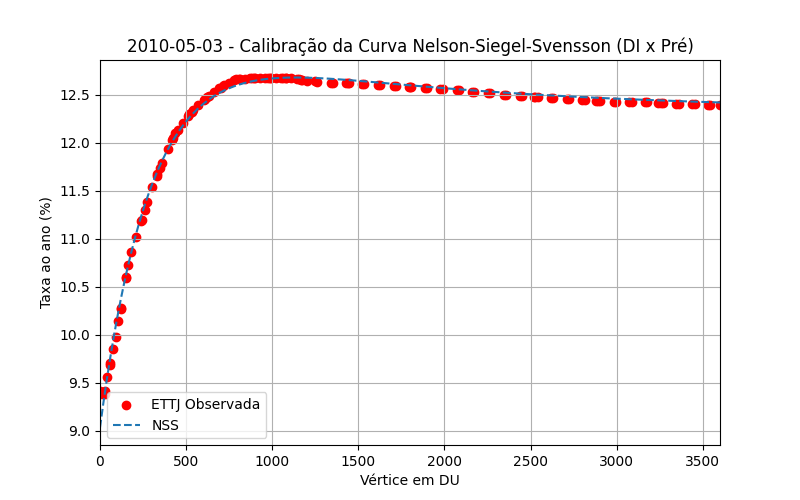 2010-05-03 - Calibração da Curva Nelson-Siegel-Svensson (DI x Pré)
Taxa ao ano (%)
12.5
12.0
11.5
11.0
10.5
10.0
9.5
9.0
ETTJ Observada
NSS
0 500 1000 1500 2000 2500 3000 3500
Vértice em DU